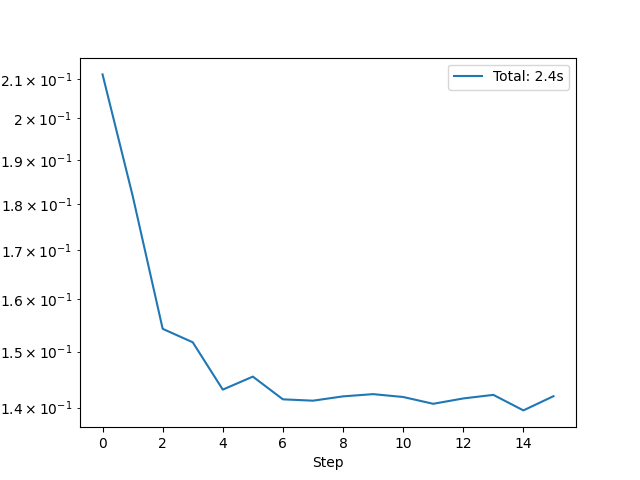 Total: 2.4s
2.1 × 10⁻¹
2 × 10⁻¹
1.9 × 10⁻¹
1.8 × 10⁻¹
1.7 × 10⁻¹
1.6 × 10⁻¹
1.5 × 10⁻¹
1.4 × 10⁻¹
0 2 4 6 8 10 12 14
Step